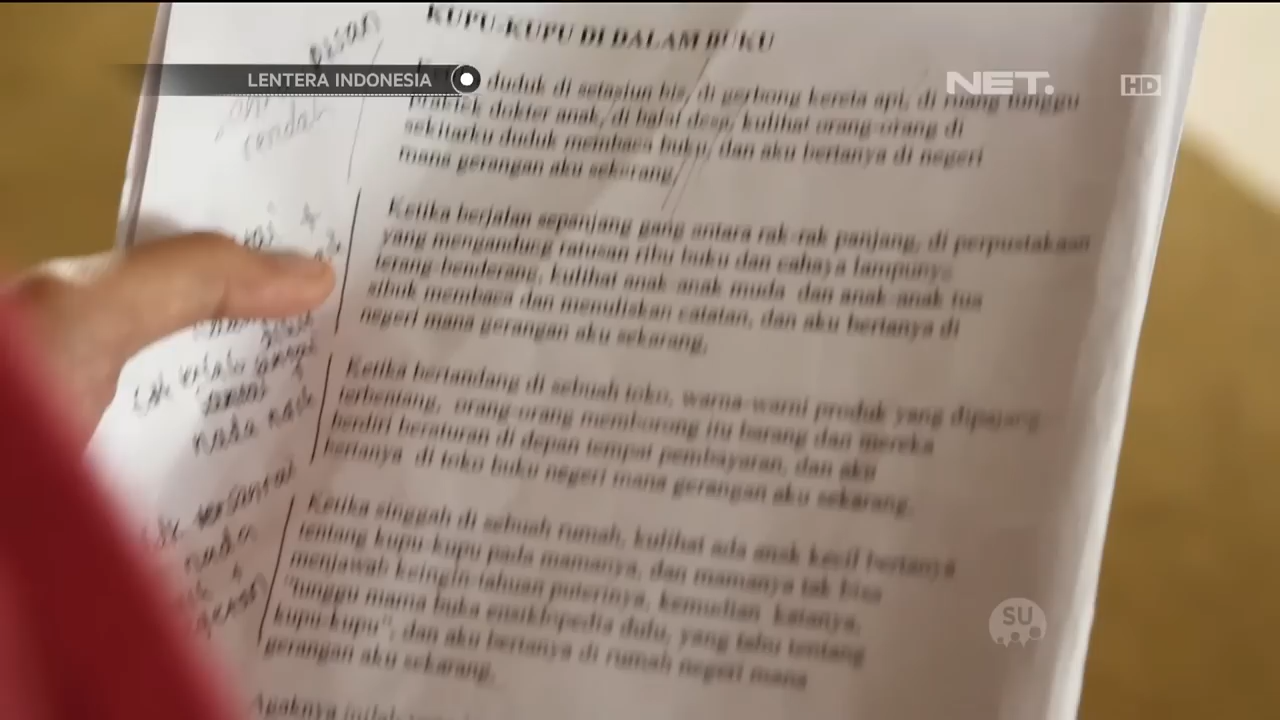 KUPU-KUPU DI DALAM BUKU
LENTERA INDONESIA
NET.
HD
pesan
rendah
duduk di setasiun bis, di gerbong kereta api, di ruang tunggu
praktek dokter anak, di balai desa, kulihat orang-orang di
sekitarku duduk membaca buku, dan aku bertanya di negeri
mana gerangan aku sekarang,
Ketika berjalan sepanjang gang antara rak-rak panjang, di perpustakaan
yang mengandung ratusan ribu buku dan cahaya lampunya
terang-benderang, kulihat anak-anak muda dan anak-anak tua
sibuk membaca dan menuliskan catatan, dan aku bertanya di
negeri mana gerangan aku sekarang,
Ketika bertandang di sebuah toko, warna-warni produk yang dipajang
terbentang, orang-orang memborong itu barang dan mereka
berdiri beraturan di depan tempat pembayaran, dan aku
bertanya di toko buku negeri mana gerangan aku sekarang,
nada naik
Ketika singgah di sebuah rumah, kulihat ada anak kecil bertanya
tentang kupu-kupu pada mamanya, dan mamanya tak bisa
menjawab keingin-tahuan puterinya, kemudian katanya,
"tunggu mama buka ensiklopedia dulu, yang tahu tentang
kupu-kupu", dan aku bertanya di rumah negeri mana
gerangan aku sekarang,
nada
Agaknya inilah
SU